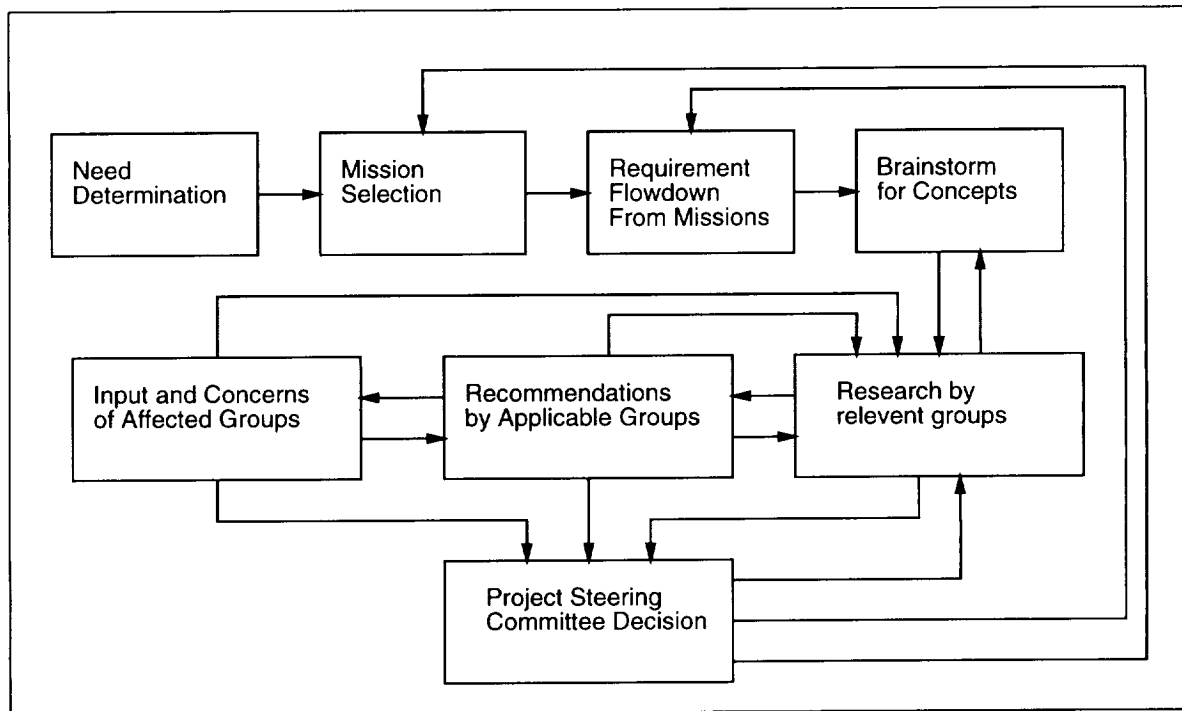 Need
Determination
Mission
Selection
Requirement
Flowdown
From Missions
Brainstorm
for Concepts
Input and Concerns
of Affected Groups
Recommendations
by Applicable Groups
Research by
relevent groups
Project Steering
Committee Decision